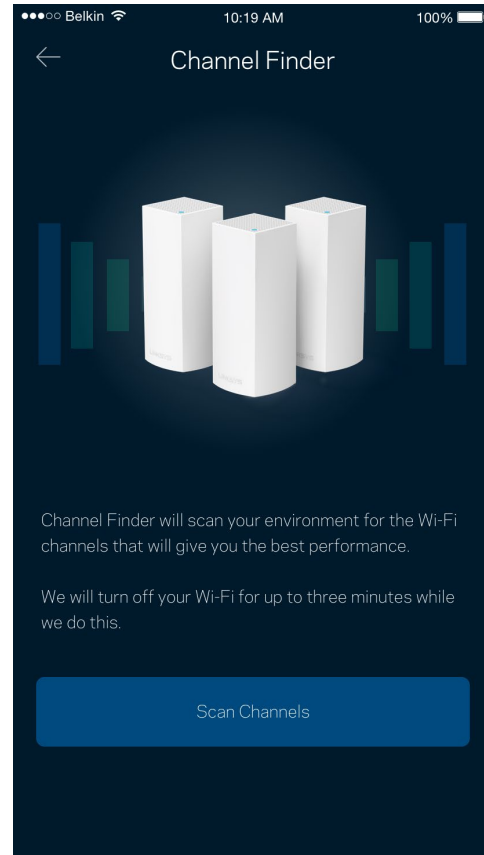 Belkin 10:19 AM 100%
Channel Finder
Channel Finder will scan your environment for the Wi-Fi
channels that will give you the best performance.
We will turn off your Wi-Fi for up to three minutes while
we do this.
Scan Channels